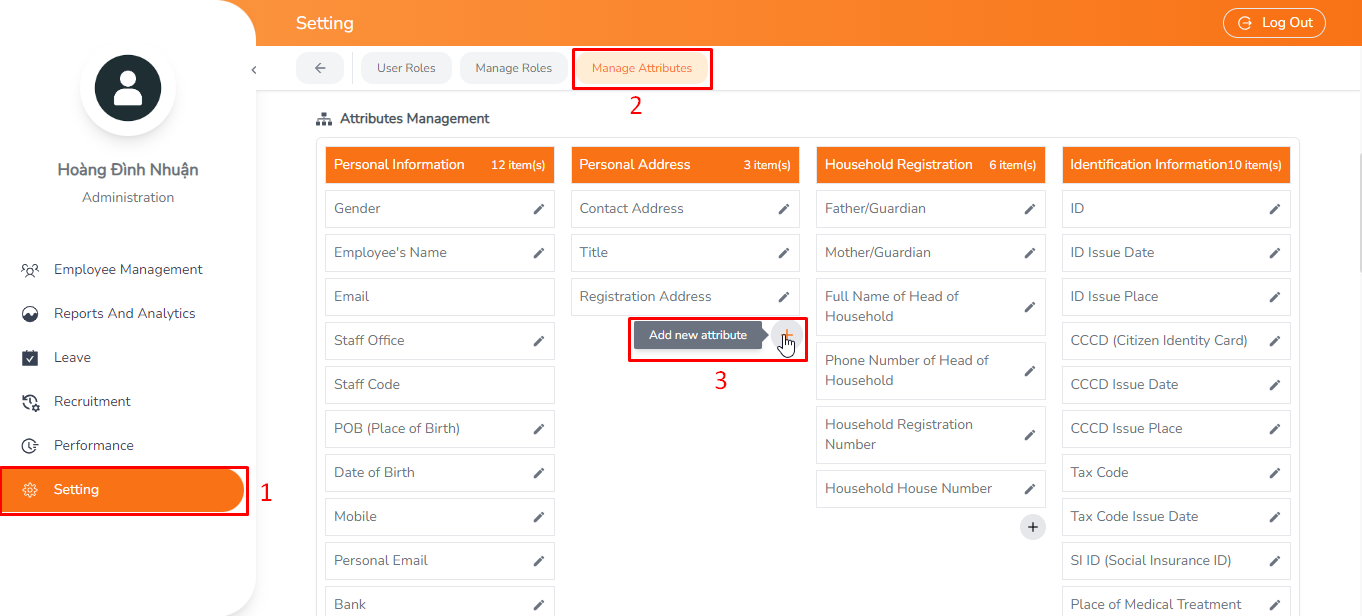 Setting
Log Out
User Roles
Manage Roles
Manage Attributes
2
Hoàng Đình Nhuận
Administration
Employee Management
Reports And Analytics
Leave
Recruitment
Performance
Setting
1
Attributes Management
Personal Information 12 item(s)
Gender
Employee's Name
Email
Staff Office
Staff Code
POB (Place of Birth)
Date of Birth
Mobile
Personal Email
Bank
Personal Address 3 item(s)
Contact Address
Title
Registration Address
Add new attribute
3
Household Registration 6 item(s)
Father/Guardian
Mother/Guardian
Full Name of Head of
Household
Phone Number of Head of
Household
Household Registration
Number
Household House Number
Identification Information10 item(s)
ID
ID Issue Date
ID Issue Place
CCCD (Citizen Identity Card)
CCCD Issue Date
CCCD Issue Place
Tax Code
Tax Code Issue Date
SI ID (Social Insurance ID)
Place of Medical Treatment